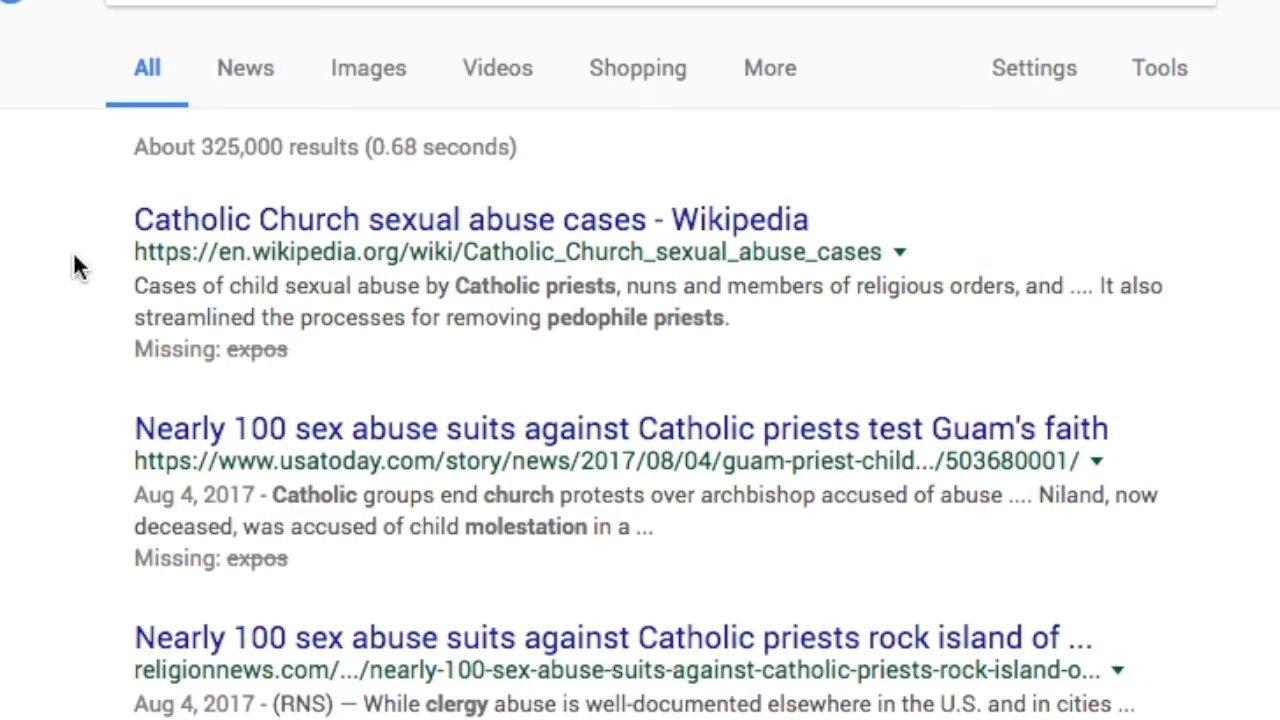 All News Images Videos Shopping More Settings Tools
About 325,000 results (0.68 seconds)
Catholic Church sexual abuse cases - Wikipedia
https://en.wikipedia.org/wiki/Catholic_Church_sexual_abuse_cases
Cases of child sexual abuse by Catholic priests, nuns and members of religious orders, and .... It also
streamlined the processes for removing pedophile priests.
Missing: expos
Nearly 100 sex abuse suits against Catholic priests test Guam's faith
https://www.usatoday.com/story/news/2017/08/04/guam-priest-child.../503680001/
Aug 4, 2017 - Catholic groups end church protests over archbishop accused of abuse .... Niland, now
deceased, was accused of child molestation in a ...
Missing: expos
Nearly 100 sex abuse suits against Catholic priests rock island of ...
religionnews.com/.../nearly-100-sex-abuse-suits-against-catholic-priests-rock-island-o...
Aug 4, 2017 - (RNS) — While clergy abuse is well-documented elsewhere in the U.S. and in cities ...